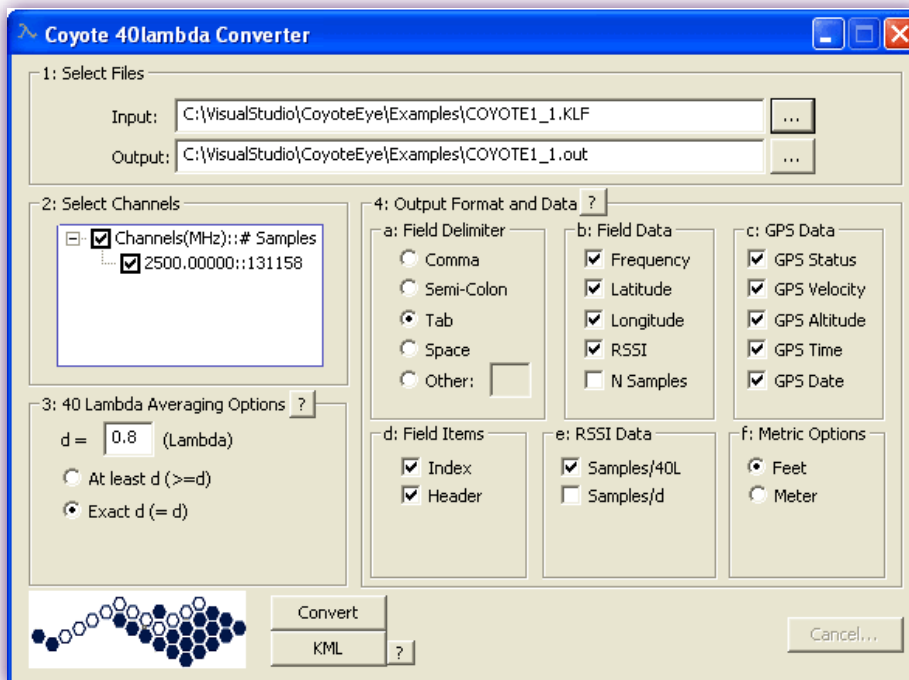 Coyote 40lambda Converter
1: Select Files
Input: C:\VisualStudio\CoyoteEye\Examples\COYOTE1_1.KLF ...
Output: C:\VisualStudio\CoyoteEye\Examples\COYOTE1_1.out ...
2: Select Channels
Channels(MHz)::# Samples
2500.00000::131158
3: 40 Lambda Averaging Options ?
d = 0.8 (Lambda)
At least d (>=d)
Exact d (= d)
4: Output Format and Data ?
a: Field Delimiter
Comma
Semi-Colon
Tab
Space
Other:
b: Field Data
Frequency
Latitude
Longitude
RSSI
N Samples
c: GPS Data
GPS Status
GPS Velocity
GPS Altitude
GPS Time
GPS Date
d: Field Items
Index
Header
e: RSSI Data
Samples/40L
Samples/d
f: Metric Options
Feet
Meter
Convert
KML ?
Cancel...